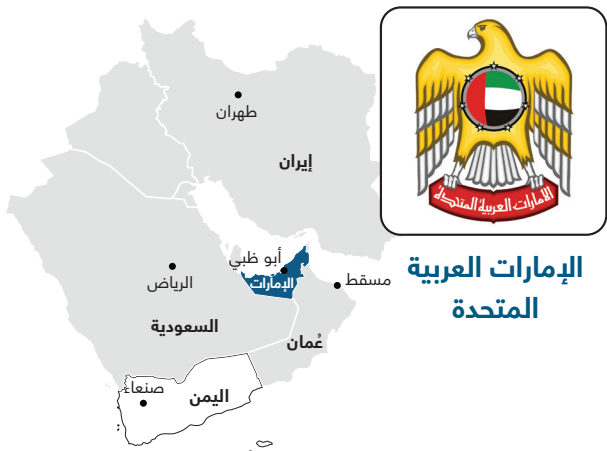 طهران
إيران
الإمارات العربية المتحدة
أبو ظبي
الإمارات
الرياض
مسقط
الإمارات العربية
المتحدة
السعودية
عُمان
صنعاء
اليمن